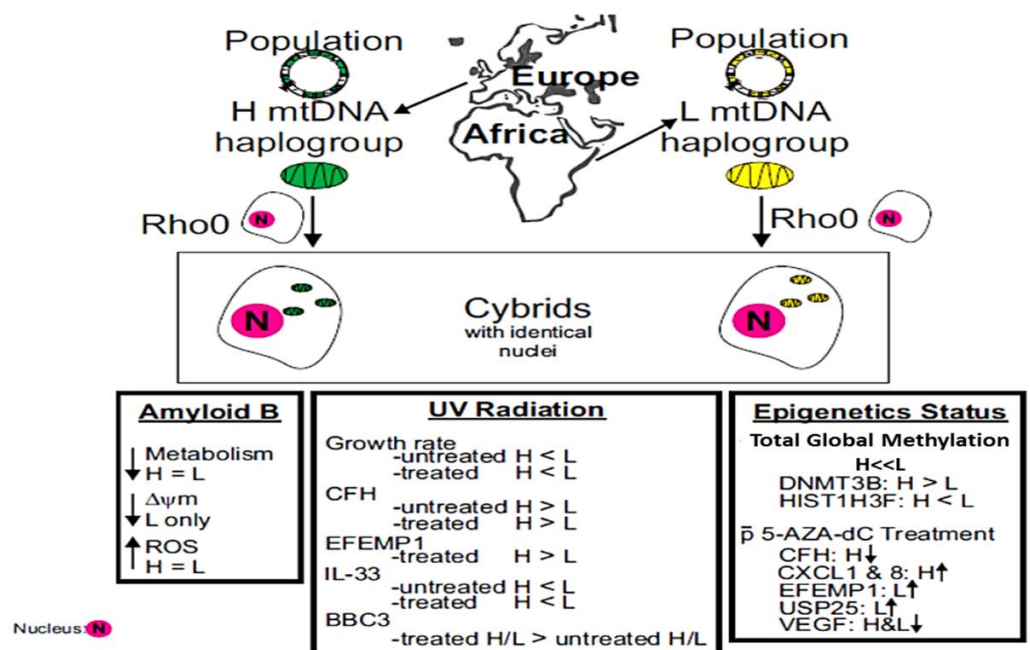 Population
H mtDNA
haplogroup
Rho0
N
Europe
Africa
Population
L mtDNA
haplogroup
Rho0
N
N
Cybrids
with identical
nuclei
N
Amyloid B
↓ Metabolism
H = L
↓ Δψm
L only
↑ ROS
H = L
UV Radiation
Growth rate
-untreated H < L
-treated H < L
CFH
-untreated H > L
-treated H > L
EFEMP1
-treated H > L
IL-33
-untreated H < L
-treated H < L
BBC3
-treated H/L > untreated H/L
Epigenetics Status
Total Global Methylation
H<<L
DNMT3B: H > L
HIST1H3F: H < L
p̄ 5-AZA-dC Treatment
CFH: H↓
CXCL1 & 8: H↑
EFEMP1: L↑
USP25: L↑
VEGF: H&L↓
Nucleus: N